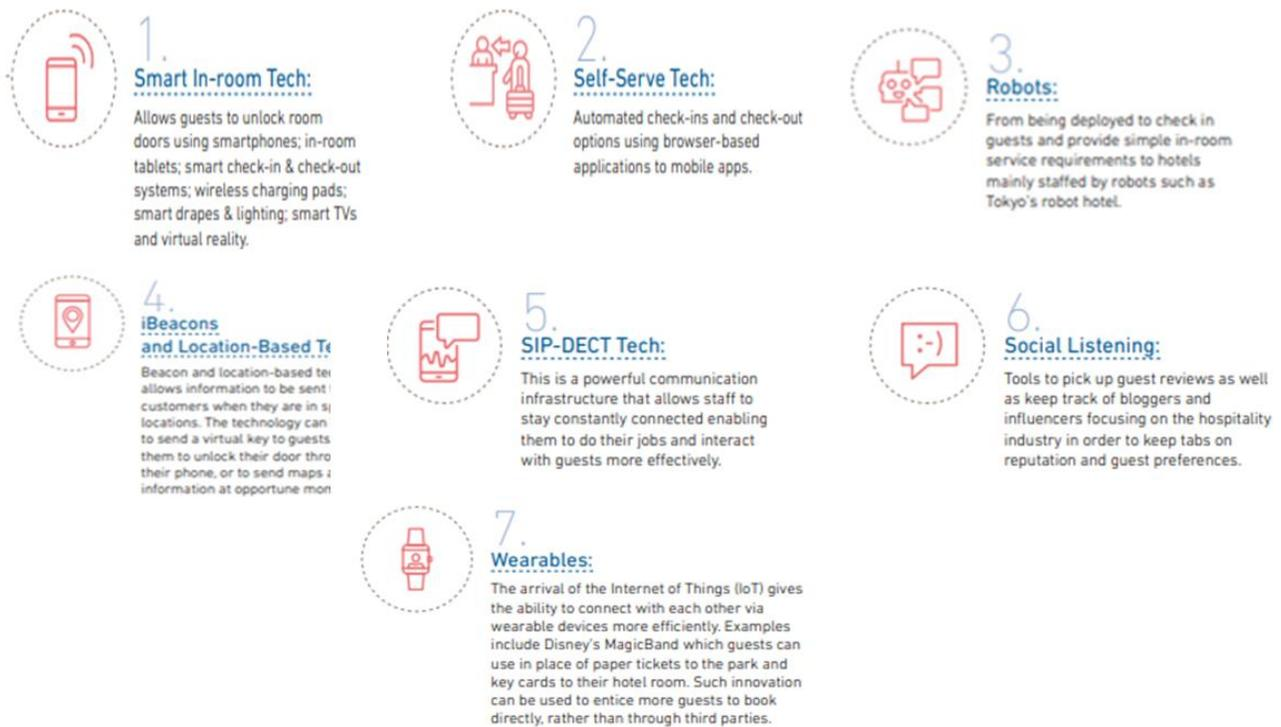 1.
Smart In-room Tech:
Allows guests to unlock room
doors using smartphones; in-room
tablets; smart check-in & check-out
systems; wireless charging pads;
smart drapes & lighting; smart TVs
and virtual reality.
2.
Self-Serve Tech:
Automated check-ins and check-out
options using browser-based
applications to mobile apps.
3.
Robots:
From being deployed to check in
guests and provide simple in-room
service requirements to hotels
mainly staffed by robots such as
Tokyo's robot hotel.
4.
iBeacons
and Location-Based
Beacon and location-based
allows information to be sent
customers when they are in
locations. The technology can
to send a virtual key to guests
them to unlock their door
their phone, or to send maps
information at opportune
5.
SIP-DECT Tech:
This is a powerful communication
infrastructure that allows staff to
stay constantly connected enabling
them to do their jobs and interact
with guests more effectively.
6.
:-)
Social Listening:
Tools to pick up guest reviews as well
as keep track of bloggers and
influencers focusing on the hospitality
industry in order to keep tabs on
reputation and guest preferences.
7.
Wearables:
The arrival of the Internet of Things (IoT) gives
the ability to connect with each other via
wearable devices more efficiently. Examples
include Disney's MagicBand which guests can
use in place of paper tickets to the park and
key cards to their hotel room. Such innovation
can be used to entice more guests to book
directly, rather than through third parties.